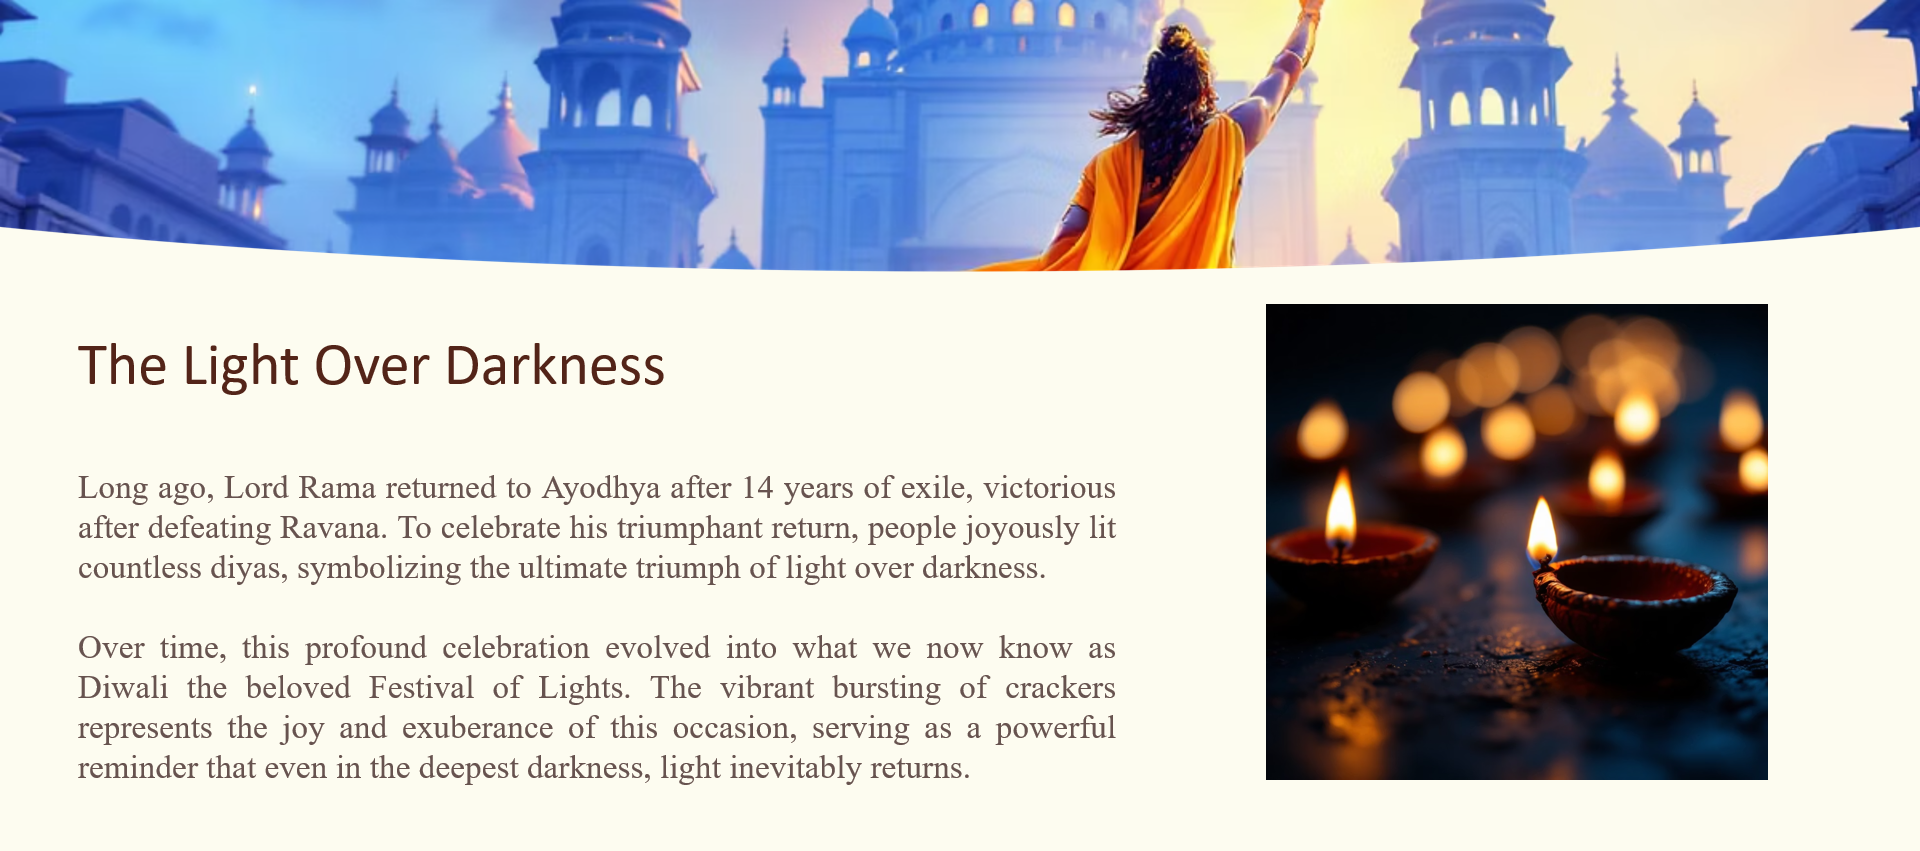 The Light Over Darkness
Long ago, Lord Rama returned to Ayodhya after 14 years of exile, victorious
after defeating Ravana. To celebrate his triumphant return, people joyously lit
countless diyas, symbolizing the ultimate triumph of light over darkness.
Over time, this profound celebration evolved into what we now know as
Diwali the beloved Festival of Lights. The vibrant bursting of crackers
represents the joy and exuberance of this occasion, serving as a powerful
reminder that even in the deepest darkness, light inevitably returns.